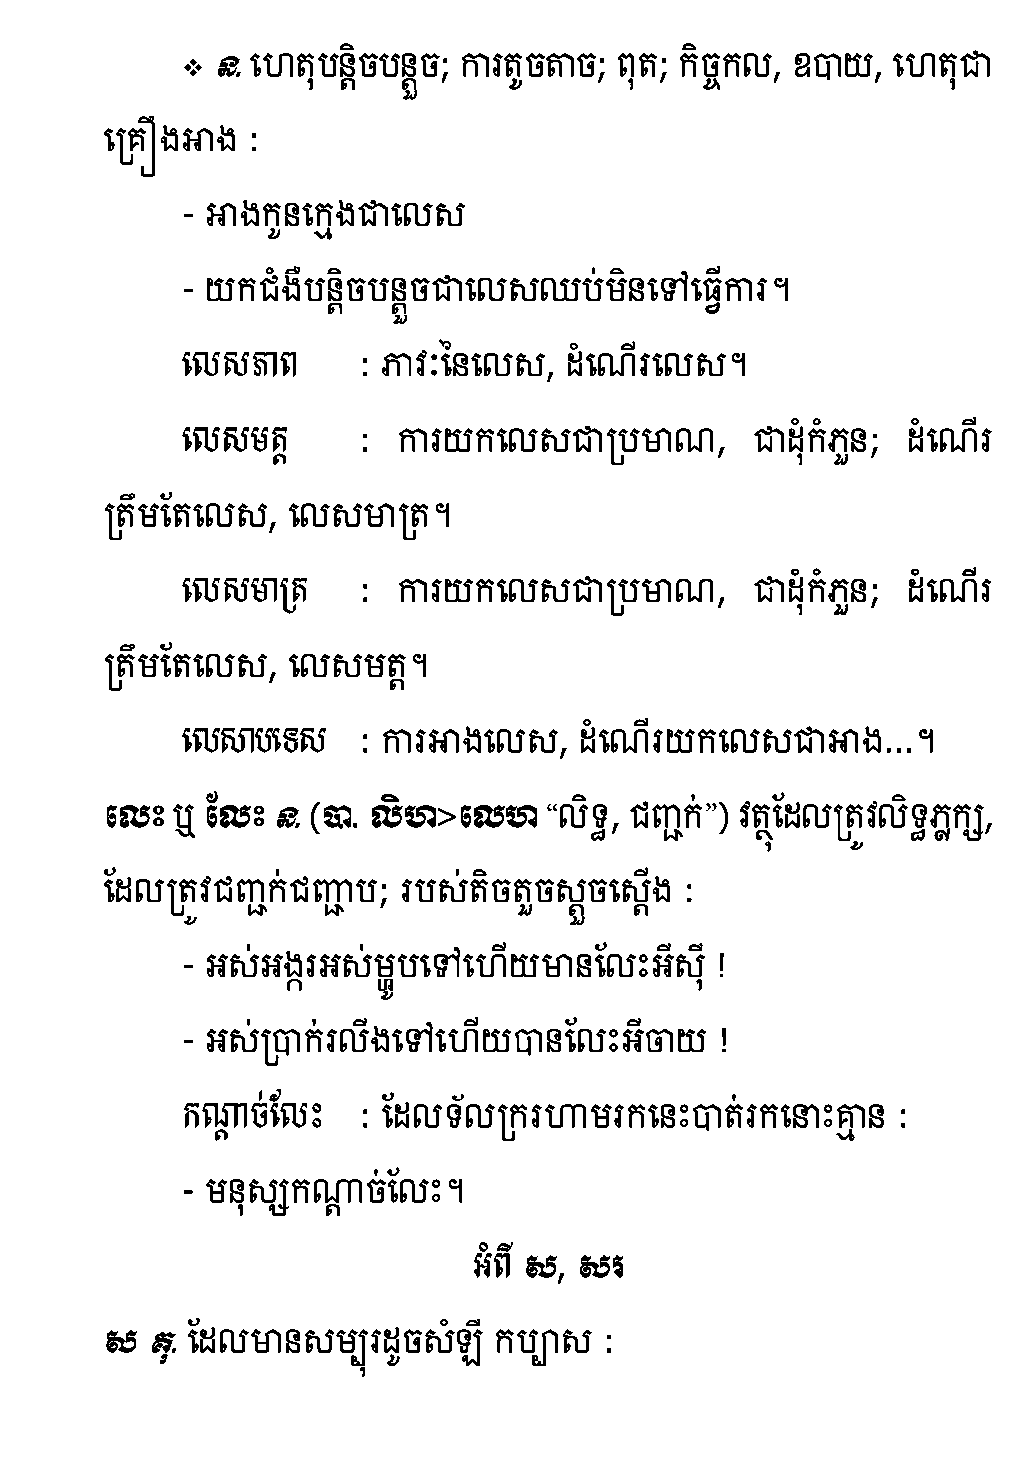 ❖ ន. ហេតុបន្តិចបន្តួច; ការតូចតាច; ពុត; កិច្ចកល, ឧបាយ, ហេតុជា
គ្រឿងអាង :
- អាងកូនក្មេងជាលេស
- យកជំងឺបន្តិចបន្តួចជាលេសឈប់មិនទៅធ្វើការ។
លេសភាព : ភាវៈនៃលេស, ដំណើរលេស។
លេសមត្ត : ការយកលេសជាប្រមាណ, ជាដុំកំភួន; ដំណើរ
ត្រឹមតែលេស, លេសមាត្រ។
លេសមាត្រ : ការយកលេសជាប្រមាណ, ជាដុំកំភួន; ដំណើរ
ត្រឹមតែលេស, លេសមត្ត។
លេសាបទេស : ការអាងលេស, ដំណើរយកលេសជាអាង...។
លេះ ឬ លែះ ន. (បា. លិហ>លេហ “លិទ្ធ, ជញ្ជក់”) វត្ថុដែលត្រូវលិទ្ធភ្លក្ស,
ដែលត្រូវជញ្ជក់ជញ្ជាប; របស់តិចតួចស្តួចស្តើង :
- អស់អង្ករអស់ម្ហូបទៅហើយមានលែះអីស៊ី !
- អស់ប្រាក់រលីងទៅហើយបានលែះអីចាយ !
កណ្តាច់លែះ : ដែលទ័លក្រហាមរកនេះបាត់រកនោះគ្មាន :
- មនុស្សកណ្តាច់លែះ។
អំពី ស, សរ
ស គុ. ដែលមានសម្បុរដូចសំឡី កប្បាស :